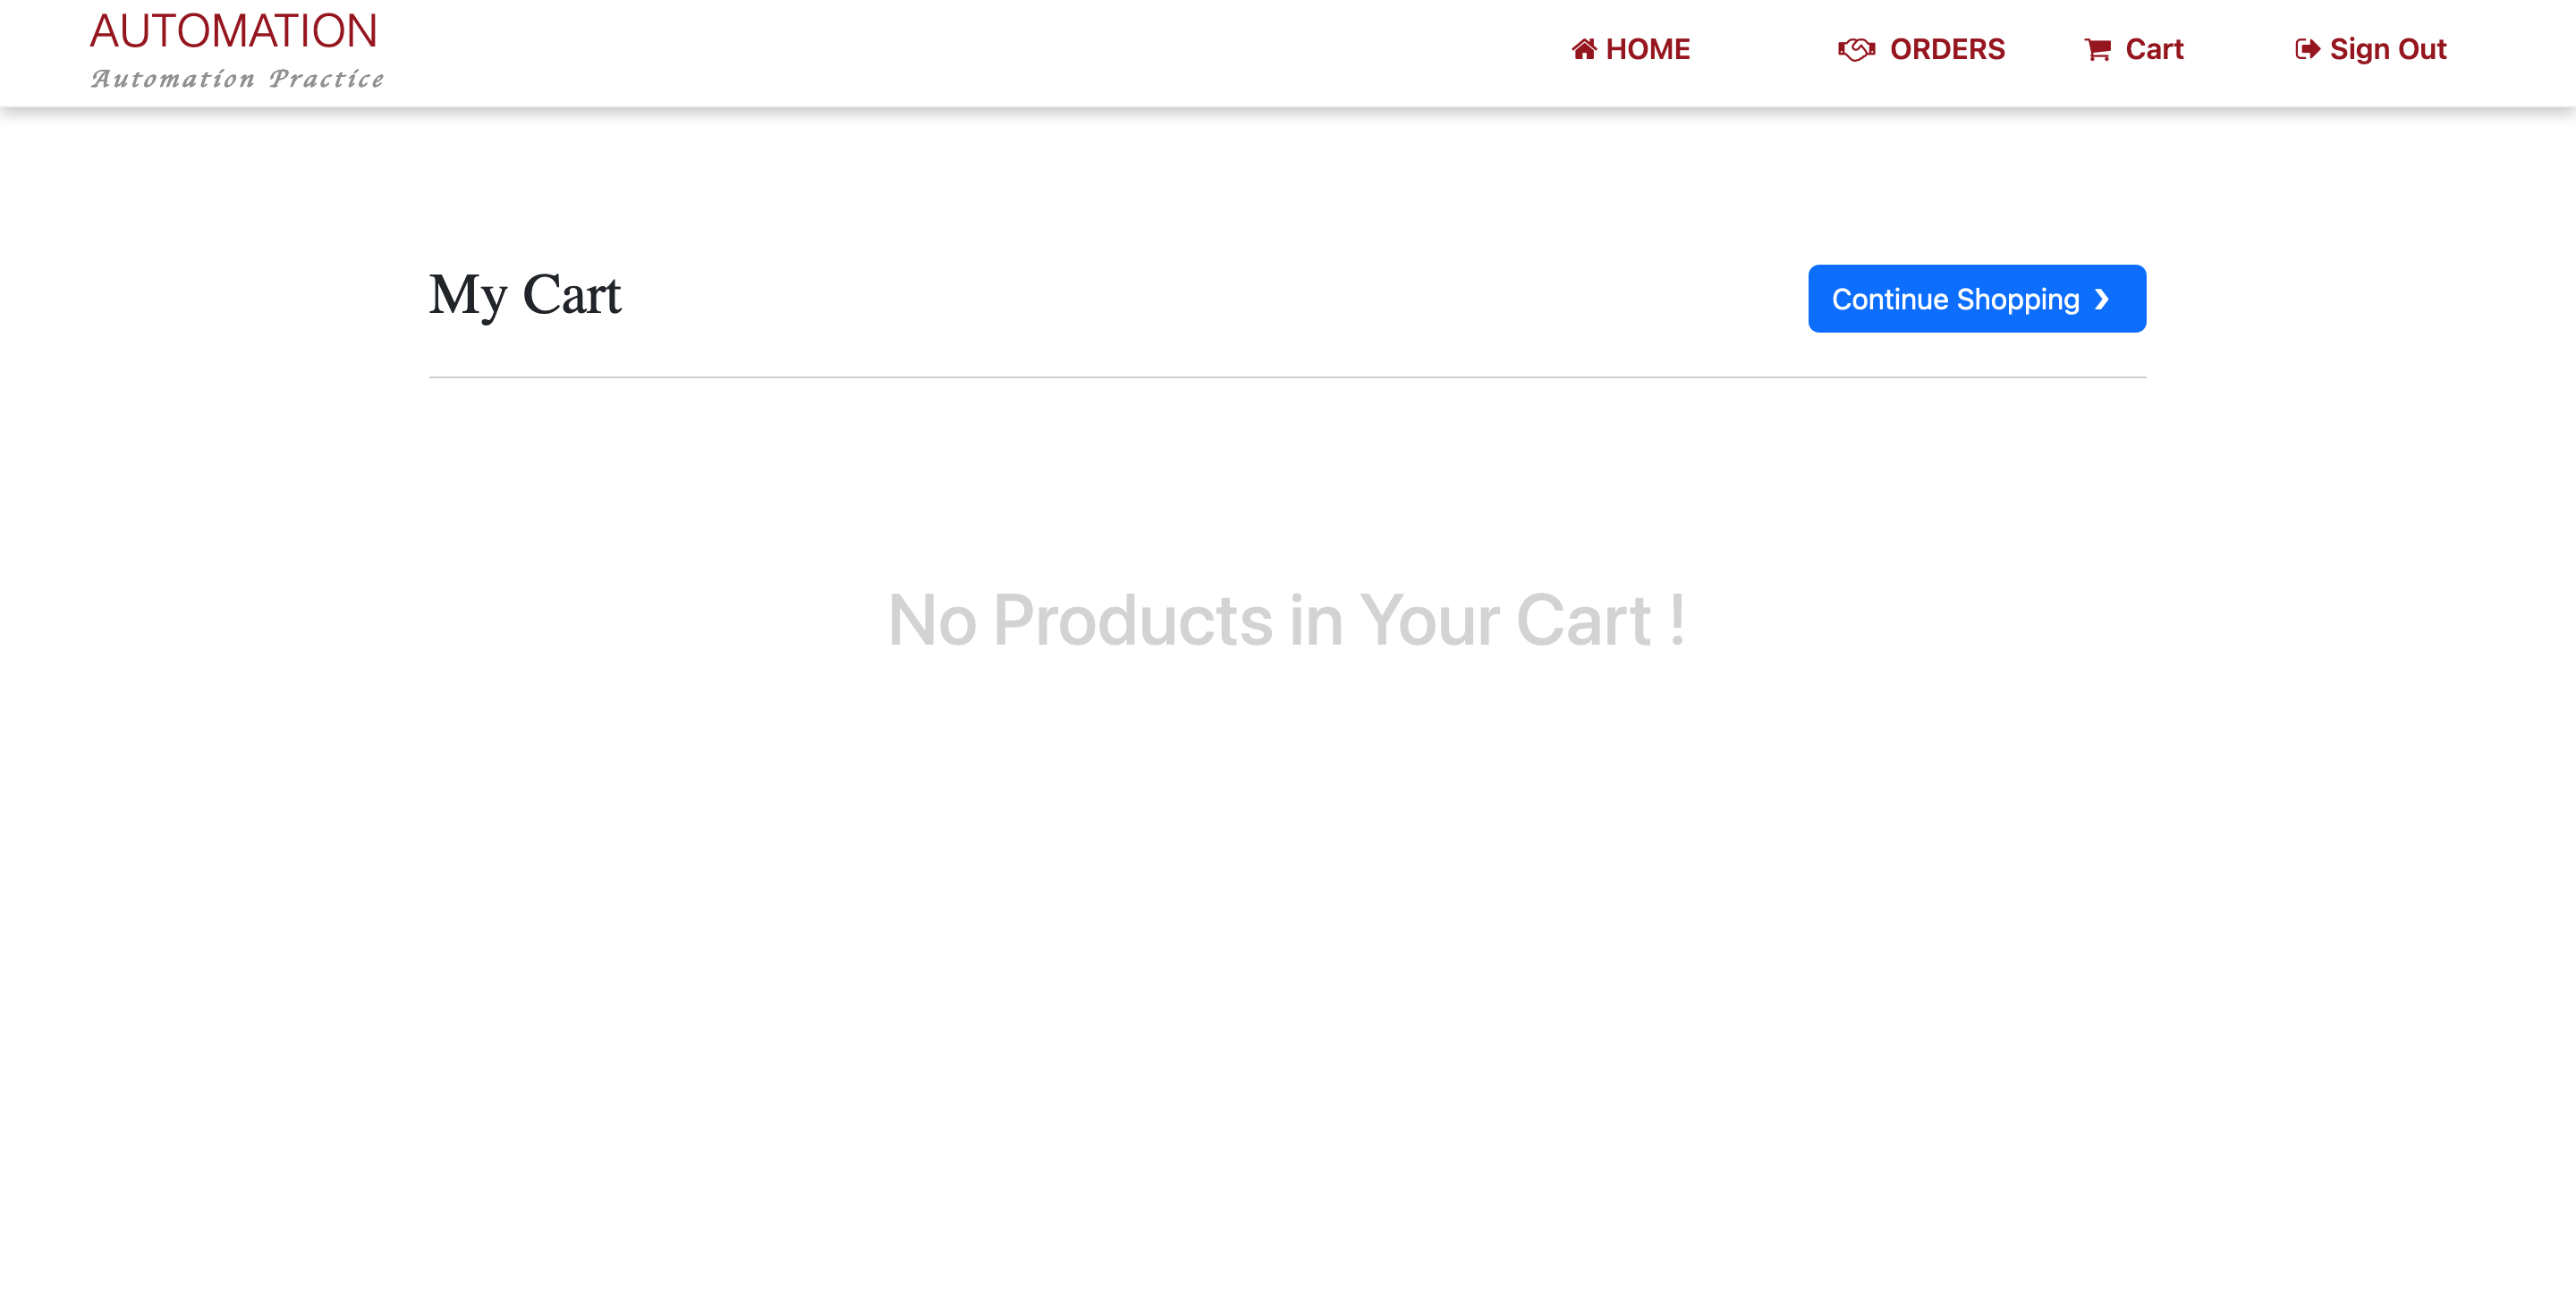 AUTOMATION
Automation Practice
HOME
ORDERS
Cart
Sign Out
My Cart
Continue Shopping ❯
No Products in Your Cart !